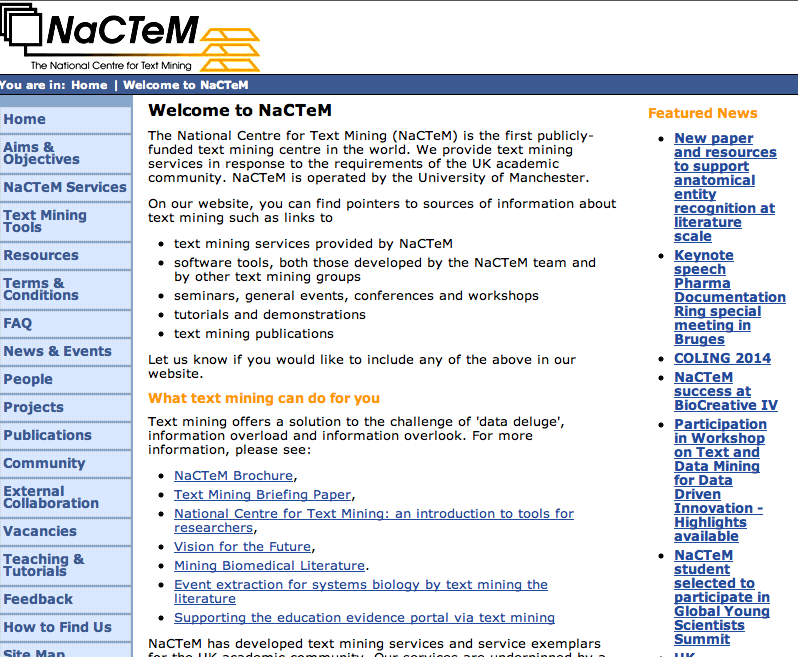 NaCTeM
The National Centre for Text Mining
You are in: Home | Welcome to NaCTeM
Home
Aims &
Objectives
NaCTeM Services
Text Mining
Tools
Resources
Terms &
Conditions
FAQ
News & Events
People
Projects
Publications
Community
External
Collaboration
Vacancies
Teaching &
Tutorials
Feedback
How to Find Us
Site Map
Welcome to NaCTeM
The National Centre for Text Mining (NaCTeM) is the first publicly-
funded text mining centre in the world. We provide text mining
services in response to the requirements of the UK academic
community. NaCTeM is operated by the University of Manchester.
On our website, you can find pointers to sources of information about
text mining such as links to
• text mining services provided by NaCTeM
• software tools, both those developed by the NaCTeM team and
by other text mining groups
• seminars, general events, conferences and workshops
• tutorials and demonstrations
• text mining publications
Let us know if you would like to include any of the above in our
website.
What text mining can do for you
Text mining offers a solution to the challenge of 'data deluge',
information overload and information overlook. For more
information, please see:
• NaCTeM Brochure,
• Text Mining Briefing Paper,
• National Centre for Text Mining: an introduction to tools for
researchers,
• Vision for the Future,
• Mining Biomedical Literature.
• Event extraction for systems biology by text mining the
literature
• Supporting the education evidence portal via text mining
NaCTeM has developed text mining services and service exemplars
for the UK academic community. Our services are underpinned by a
Featured News
• New paper
and resources
to support
anatomical
entity
recognition at
literature
scale
• Keynote
speech
Pharma
Documentation
Ring special
meeting in
Bruges
• COLING 2014
• NaCTeM
success at
BioCreative IV
• Participation
in Workshop
on Text and
Data Mining
for Data
Driven
Innovation -
Highlights
available
• NaCTeM
student
selected to
participate in
Global Young
Scientists
Summit
• UK